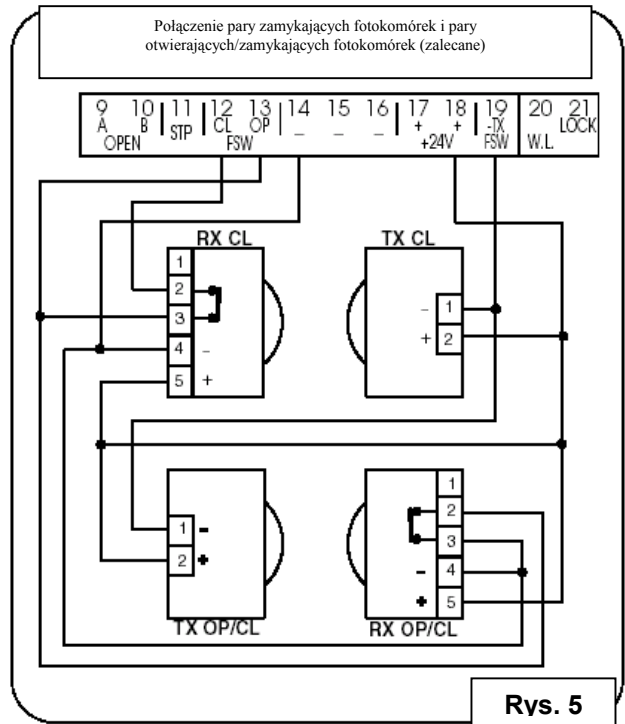 Połączenie pary zamykających fotokomórek i pary
otwierających/zamykających fotokomórek (zalecane)
9 10 11 12 13 14 15 16 17 18 19 20 21
A B STP CL OP _ _ _ + + -TX LOCK
OPEN FSW +24V FSW W.L.
RX CL TX CL
1
2
3
4 -
5 +
- 1
+ 2
1 -
2 +
1
2
3
- 4
+ 5
TX OP/CL RX OP/CL
Rys. 5